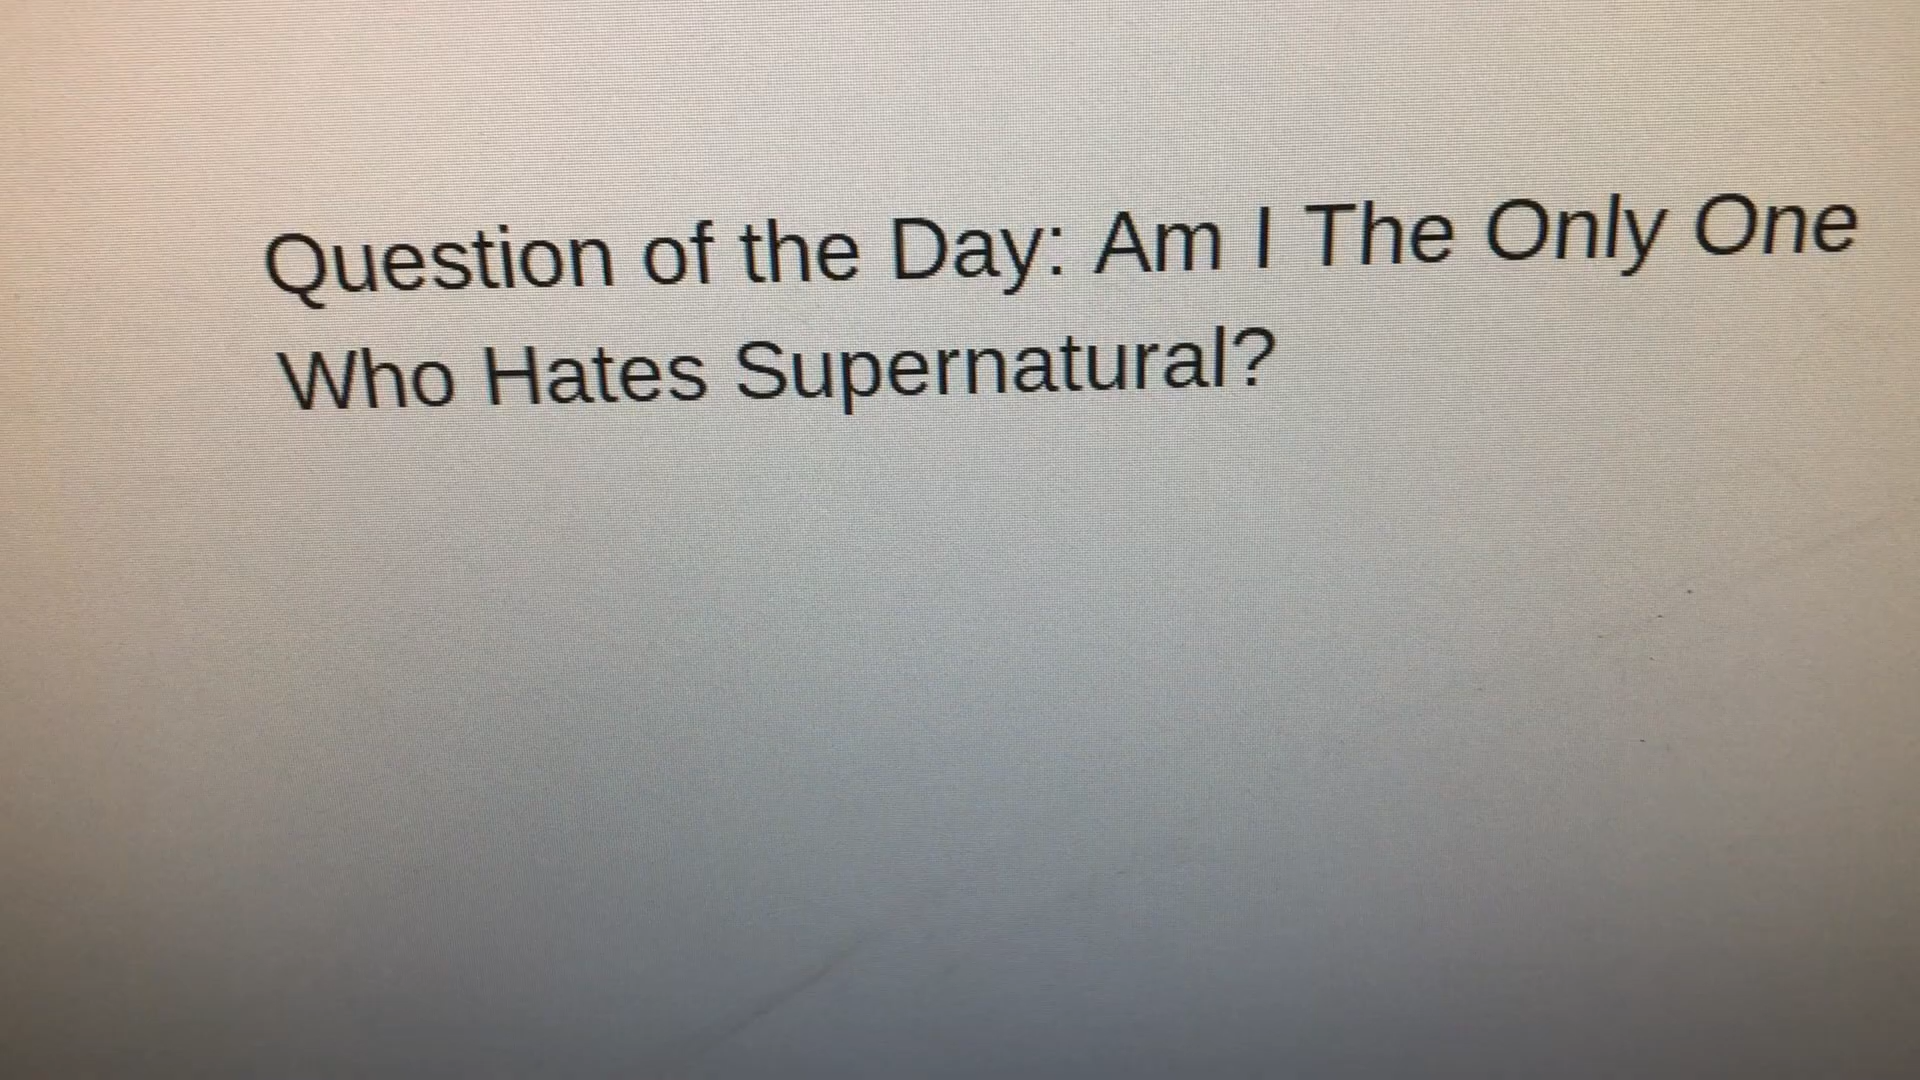 Question of the Day: Am I The Only One
Who Hates Supernatural?